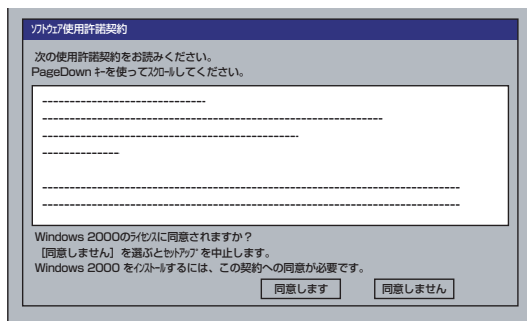 ｿﾌﾄｳｪｱ使用許諾契約
次の使用許諾契約をお読みください。
PageDown ｷｰを使ってｽｸﾛｰﾙしてください。
Windows 2000のﾗｲｾﾝｽに同意されますか？
［同意しません］を選ぶとｾｯﾄｱｯﾌﾟを中止します。
Windows 2000 をｲﾝｽﾄｰﾙするには、この契約への同意が必要です。
同意します　同意しません